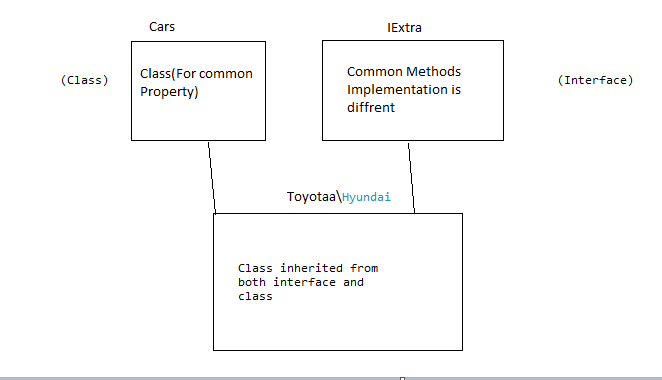 Cars
IExtra
(Class)
Class(For common
Property)
Common Methods
Implementation is
diffrent
(Interface)
Toyotaa\Hyundai
Class inherited from
both interface and
class